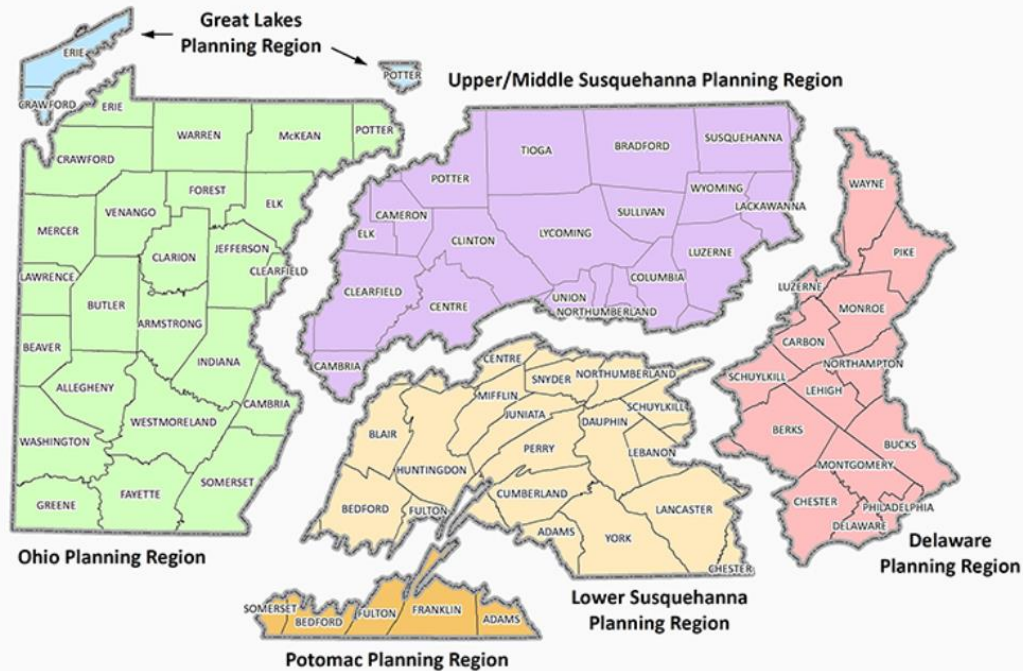 Great Lakes
Planning Region
ERIE
CRAWFORD
POTTER
Upper/Middle Susquehanna Planning Region
TIOGA
BRADFORD
SUSQUEHANNA
POTTER
WYOMING
LACKAWANNA
CAMERON
SULLIVAN
ELK
CLINTON
LYCOMING
LUZERNE
COLUMBIA
CLEARFIELD
CENTRE
UNION
NORTHUMBERLAND
CAMBRIA
ERIE
WARREN
McKEAN
POTTER
CRAWFORD
FOREST
ELK
VENANGO
MERCER
JEFFERSON
CLARION
CLEARFIELD
LAWRENCE
BUTLER
ARMSTRONG
BEAVER
INDIANA
ALLEGHENY
CAMBRIA
WESTMORELAND
WASHINGTON
SOMERSET
FAYETTE
GREENE
Ohio Planning Region
CENTRE
SNYDER
NORTHUMBERLAND
MIFFLIN
JUNIATA
SCHUYLKILL
DAUPHIN
BLAIR
PERRY
LEBANON
HUNTINGDON
CUMBERLAND
BEDFORD
FULTON
LANCASTER
ADAMS
YORK
CHESTER
Lower Susquehanna
Planning Region
SOMERSET
BEDFORD
FULTON
FRANKLIN
ADAMS
Potomac Planning Region
WAYNE
PIKE
LUZERNE
MONROE
CARBON
NORTHAMPTON
SCHUYLKILL
LEHIGH
BERKS
BUCKS
MONTGOMERY
CHESTER
PHILADELPHIA
DELAWARE
Delaware
Planning Region